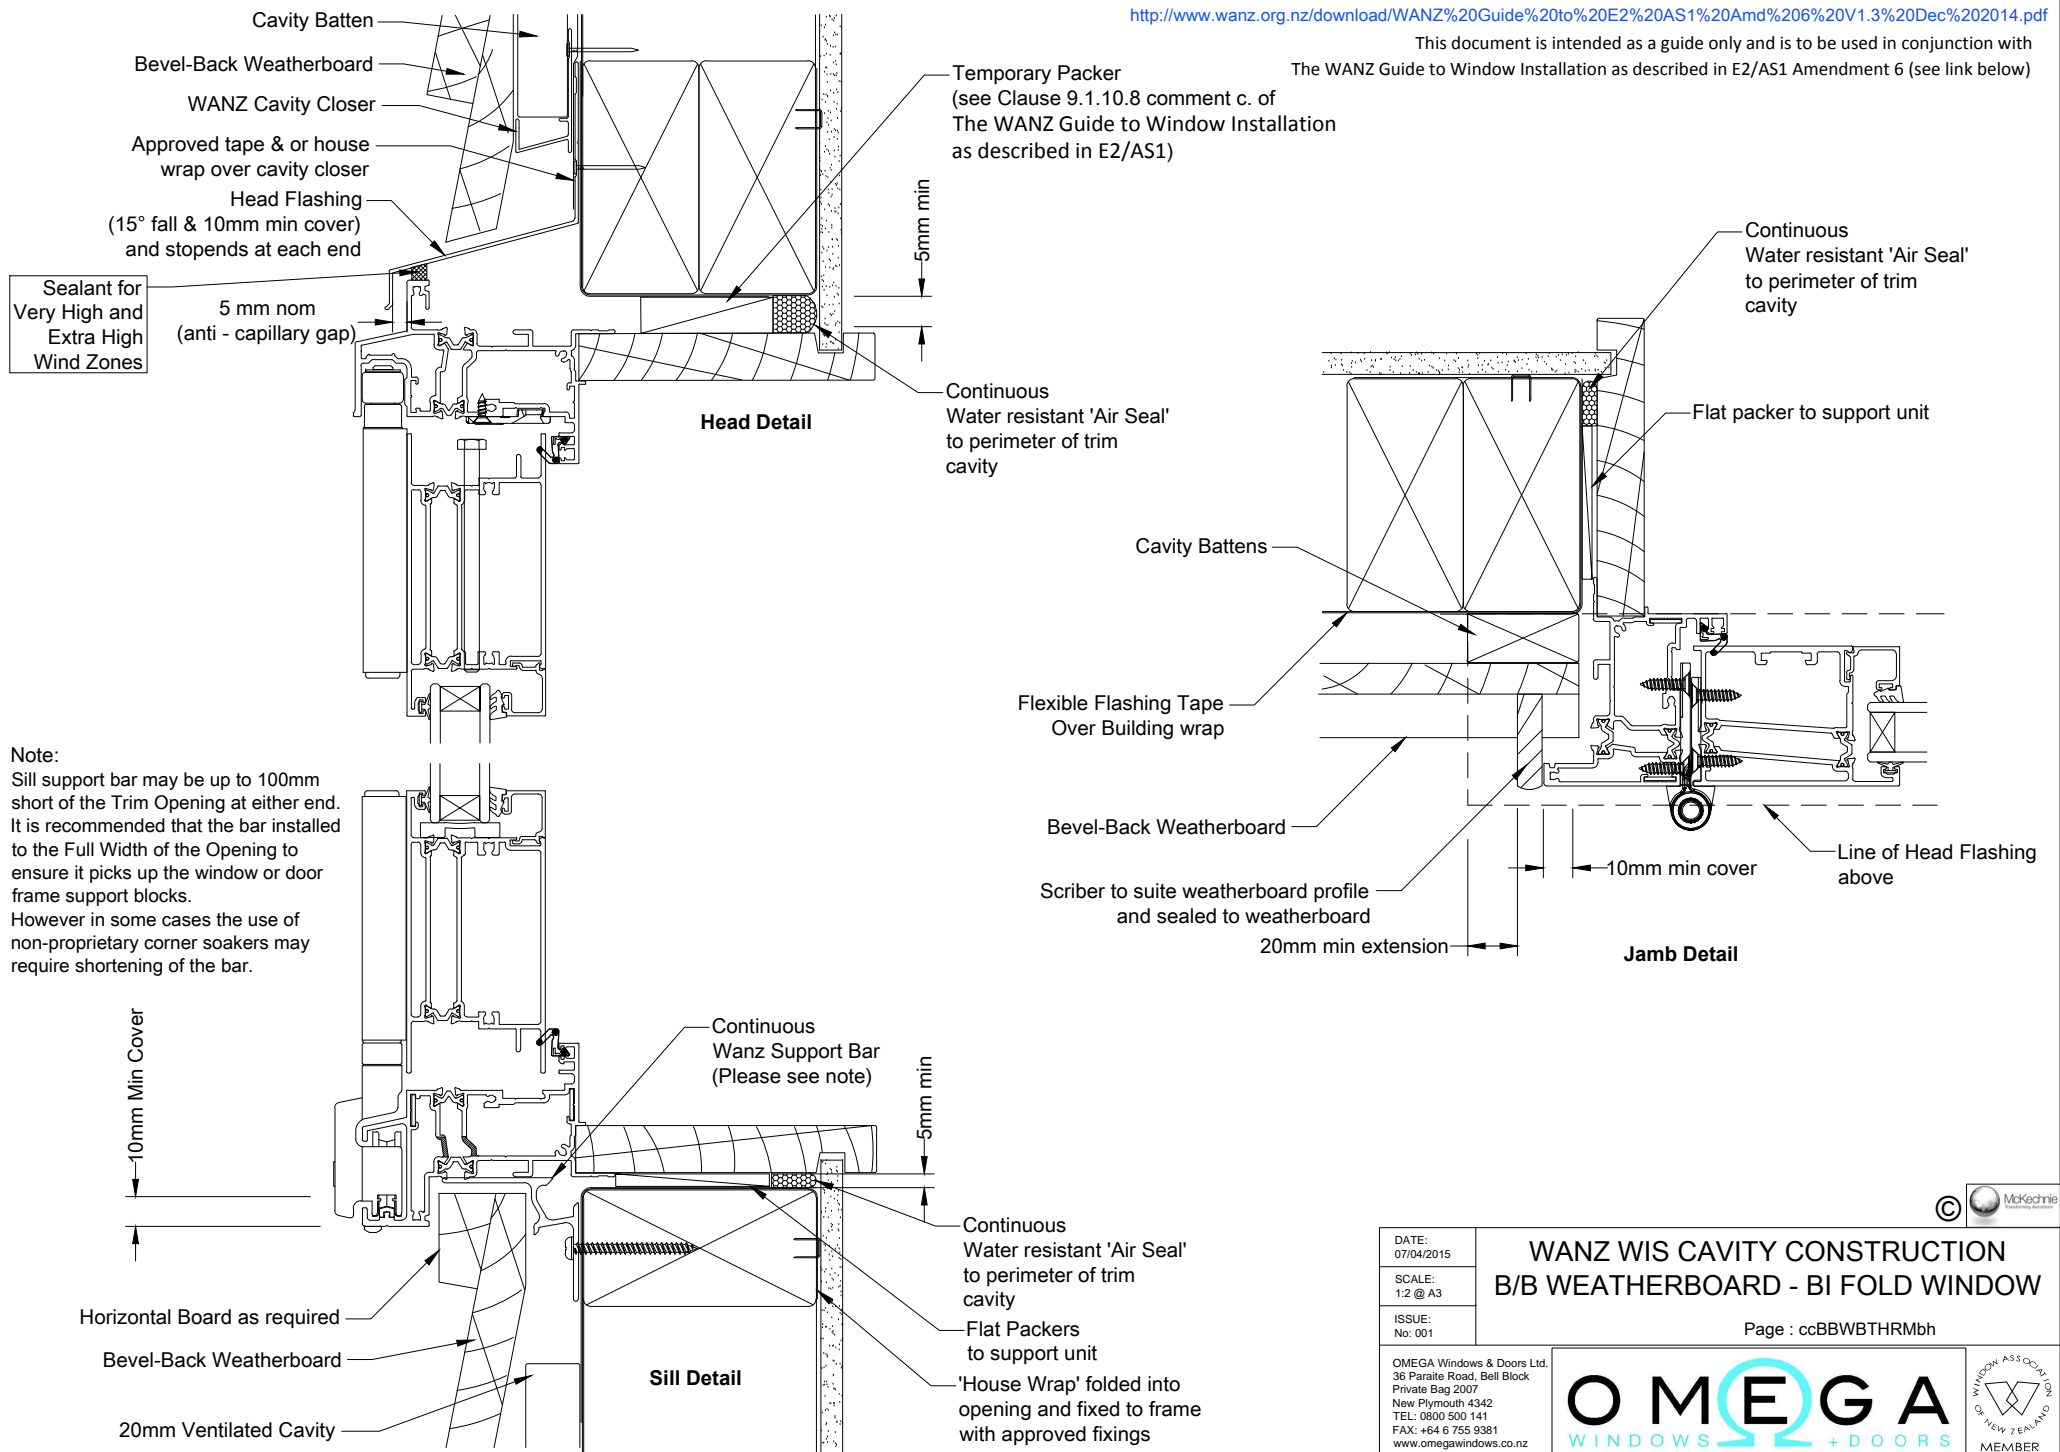 http://www.wanz.org.nz/download/WANZ%20Guide%20to%20E2%20AS1%20Amd%206%20V1.3%20Dec%202014.pdf
This document is intended as a guide only and is to be used in conjunction with
The WANZ Guide to Window Installation as described in E2/AS1 Amendment 6 (see link below)
Cavity Batten
Bevel-Back Weatherboard
WANZ Cavity Closer
Approved tape & or house
wrap over cavity closer
Head Flashing
(15° fall & 10mm min cover)
and stopends at each end
Sealant for
Very High and
Extra High
Wind Zones
5 mm nom
(anti - capillary gap)
Temporary Packer
(see Clause 9.1.10.8 comment c. of
The WANZ Guide to Window Installation
as described in E2/AS1)
5mm min
Continuous
Water resistant 'Air Seal'
to perimeter of trim
cavity
Head Detail
Continuous
Water resistant 'Air Seal'
to perimeter of trim
cavity
Flat packer to support unit
Cavity Battens
Flexible Flashing Tape
Over Building wrap
Bevel-Back Weatherboard
Scriber to suite weatherboard profile
and sealed to weatherboard
20mm min extension
10mm min cover
Line of Head Flashing
above
Jamb Detail
Note:
Sill support bar may be up to 100mm
short of the Trim Opening at either end.
It is recommended that the bar installed
to the Full Width of the Opening to
ensure it picks up the window or door
frame support blocks.
However in some cases the use of
non-proprietary corner soakers may
require shortening of the bar.
10mm Min Cover
Continuous
Wanz Support Bar
(Please see note)
5mm min
Continuous
Water resistant 'Air Seal'
to perimeter of trim
cavity
Flat Packers
to support unit
'House Wrap' folded into
opening and fixed to frame
with approved fixings
Horizontal Board as required
Bevel-Back Weatherboard
20mm Ventilated Cavity
Sill Detail
©
McKechnie
Transforming Aluminium
DATE:
07/04/2015
SCALE:
1:2 @ A3
ISSUE:
No: 001
WANZ WIS CAVITY CONSTRUCTION
B/B WEATHERBOARD - BI FOLD WINDOW
Page : ccBBWBTHRMbh
OMEGA Windows & Doors Ltd.
36 Paraite Road, Bell Block
Private Bag 2007
New Plymouth 4342
TEL: 0800 500 141
FAX: +64 6 755 9381
www.omegawindows.co.nz
OMEGA
WINDOWS + DOORS
WINDOW ASSOCIATION
OF NEW ZEALAND
MEMBER